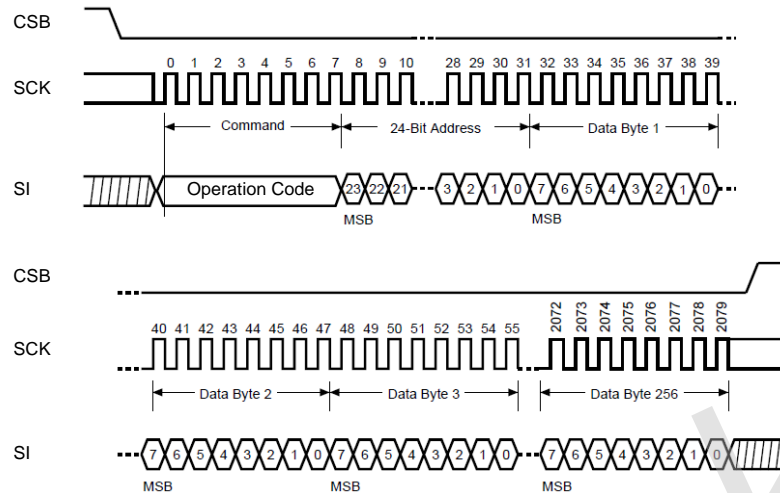 CSB
0 1 2 3 4 5 6 7 8 9 10 28 29 30 31 32 33 34 35 36 37 38 39
SCK
Command 24-Bit Address Data Byte 1
SI Operation Code 23 22 21 3 2 1 0 7 6 5 4 3 2 1 0
MSB MSB
CSB
40 41 42 43 44 45 46 47 48 49 50 51 52 53 54 55 2072 2073 2074 2075 2076 2077 2078 2079
SCK
Data Byte 2 Data Byte 3 Data Byte 256
SI 7 6 5 4 3 2 1 0 7 6 5 4 3 2 1 0 7 6 5 4 3 2 1 0
MSB MSB MSB